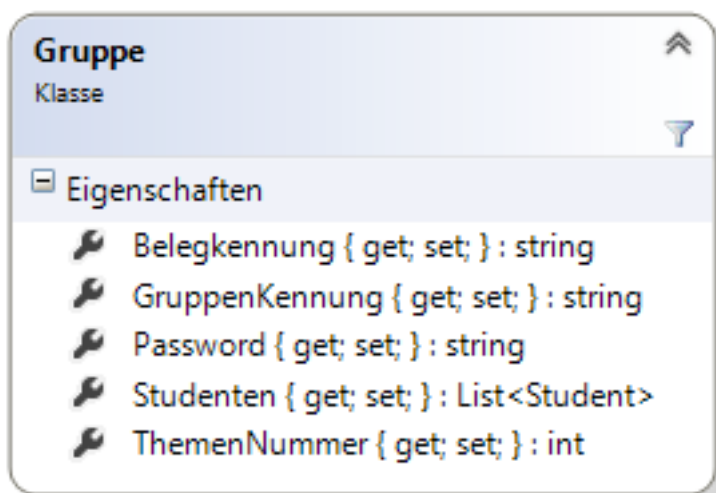 Gruppe
Klasse
Eigenschaften
Belegkennung { get; set; } : string
GruppenKennung { get; set; } : string
Password { get; set; } : string
Studenten { get; set; } : List<Student>
ThemenNummer { get; set; } : int